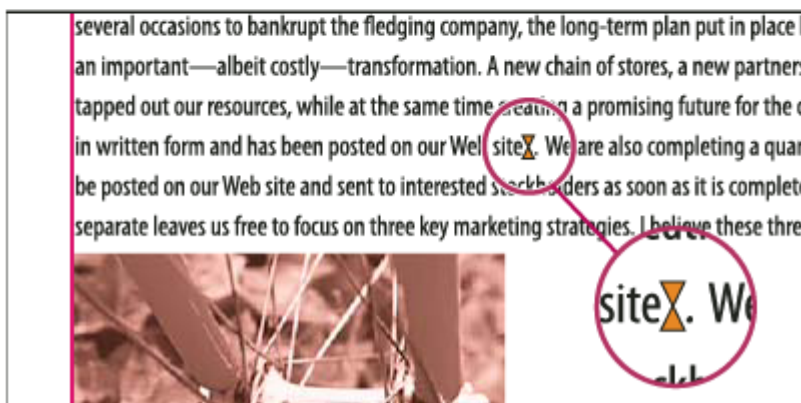 several occasions to bankrupt the fledging company, the long-term plan put in place
an important—albeit costly—transformation. A new chain of stores, a new partners
tapped out our resources, while at the same time creating a promising future for the
in written form and has been posted on our Web site. We are also completing a quar
be posted on our Web site and sent to interested stockholders as soon as it is complete
separate leaves us free to focus on three key marketing strategies. I believe these thre
site. We